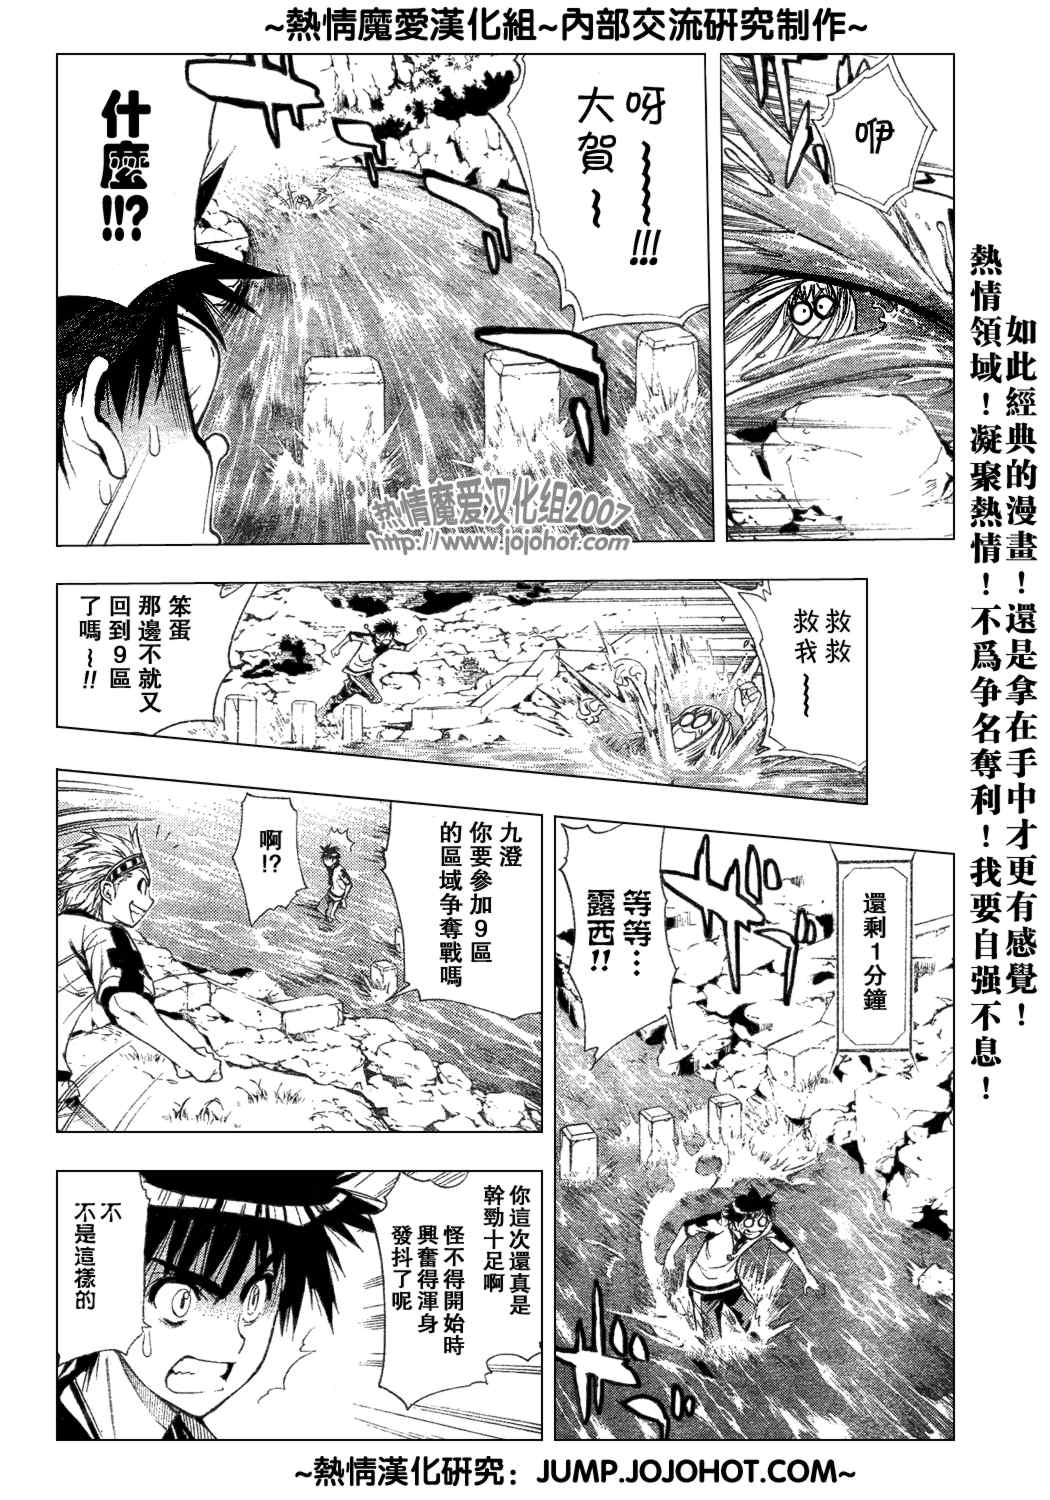 ~熱情魔愛漢化組~內部交流研究制作~
咿
呀～～!!!
大賀～
什
麼!!!?
熱情魔爱汉化组2007
http://www.jojohot.com
救救
救我～
笨蛋
那邊不就又
回到9區
了嗎～!!
還剩1分鐘
等等…
露西!!
九澄
你要參加9區
的區域争奪戰嗎
啊!?
你這次還真是
幹勁十足啊
怪不得開始時
興奮得渾身
發抖了呢
不
不是這樣的
如此經典的漫畫！還是拿在手中才更有感覺！
熱情領域！凝聚熱情！不爲争名奪利！我要自强不息！
~熱情漢化研究：JUMP.JOJOHOT.COM~